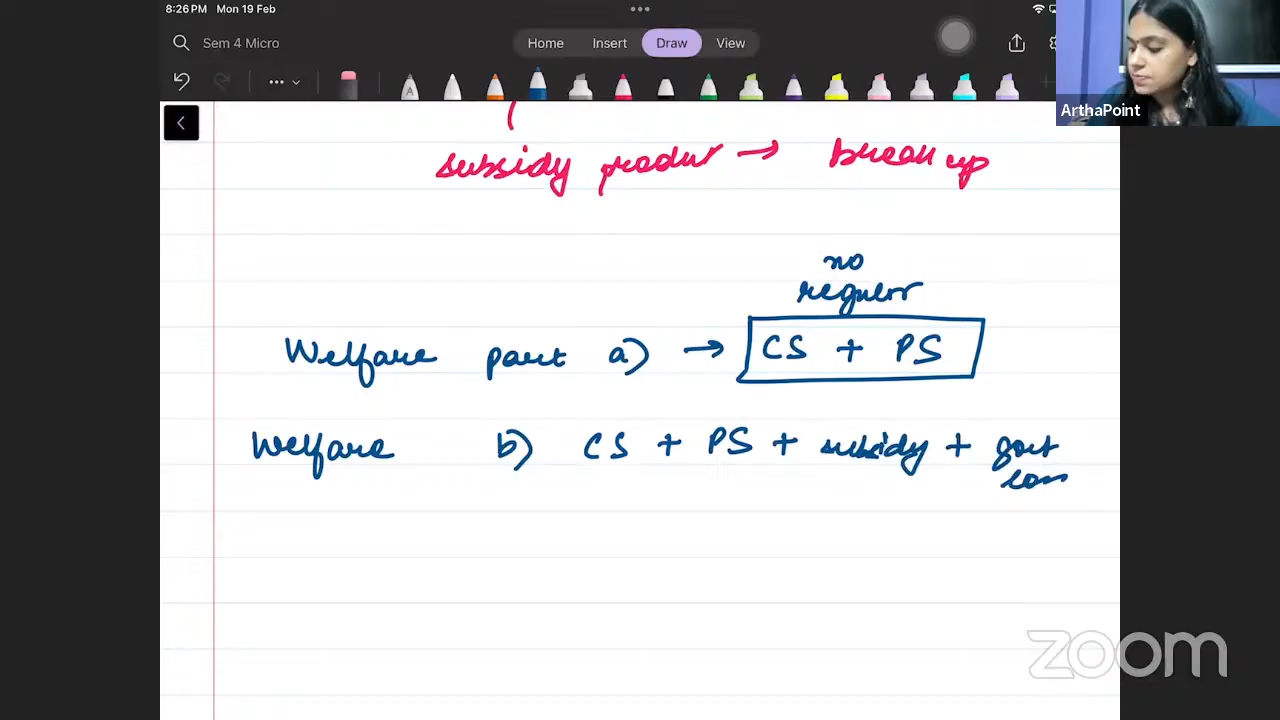 8:26 PM Mon 19 Feb
Sem 4 Micro
Home Insert Draw View
A
ArthaPoint
subsidy produr → break up
no
regulrr
Welfare part a) → CS + PS
Welfare b) CS + PS + subsidy + govt
loss
zoom